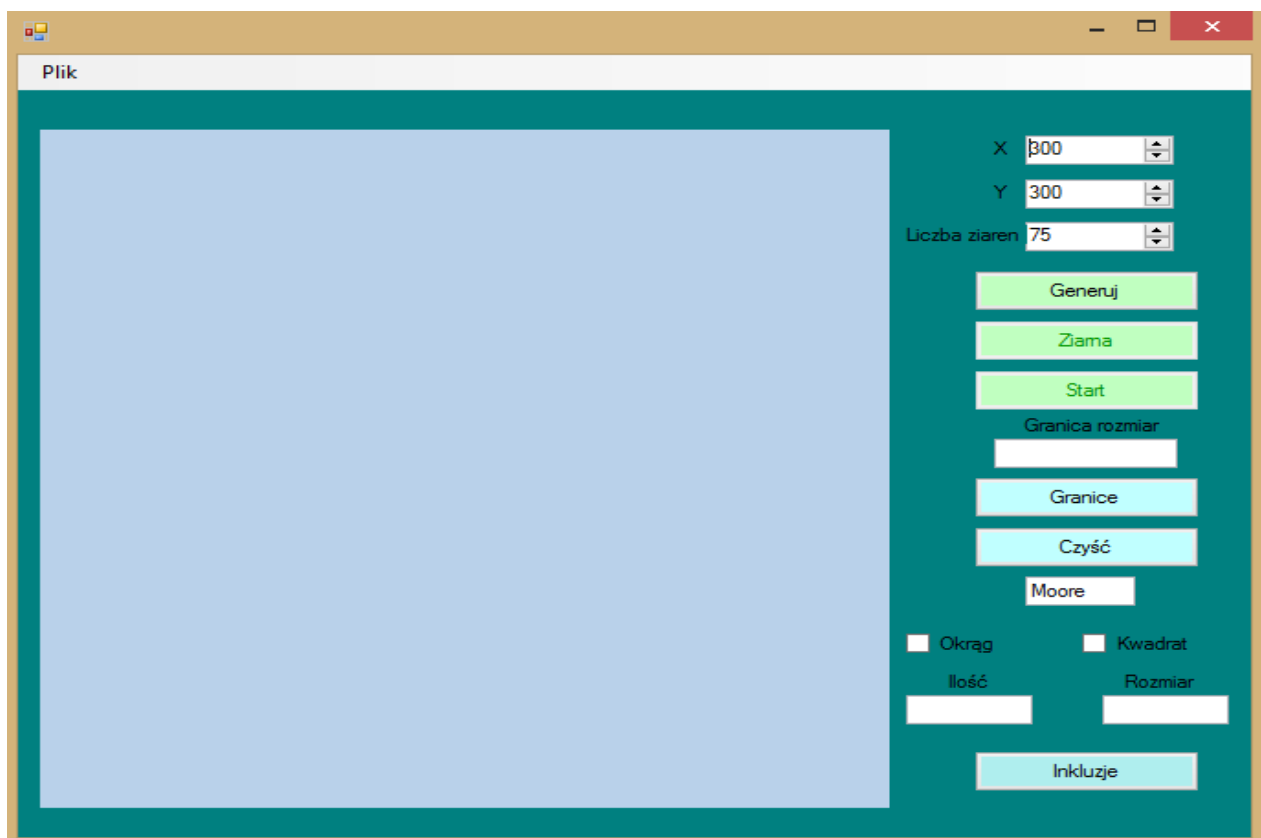 Plik
X 300
Y 300
Liczba ziaren 75
Generuj
Ziarna
Start
Granica rozmiar
Granice
Czyść
Moore
Okrąg Kwadrat
Ilość Rozmiar
Inkluzje